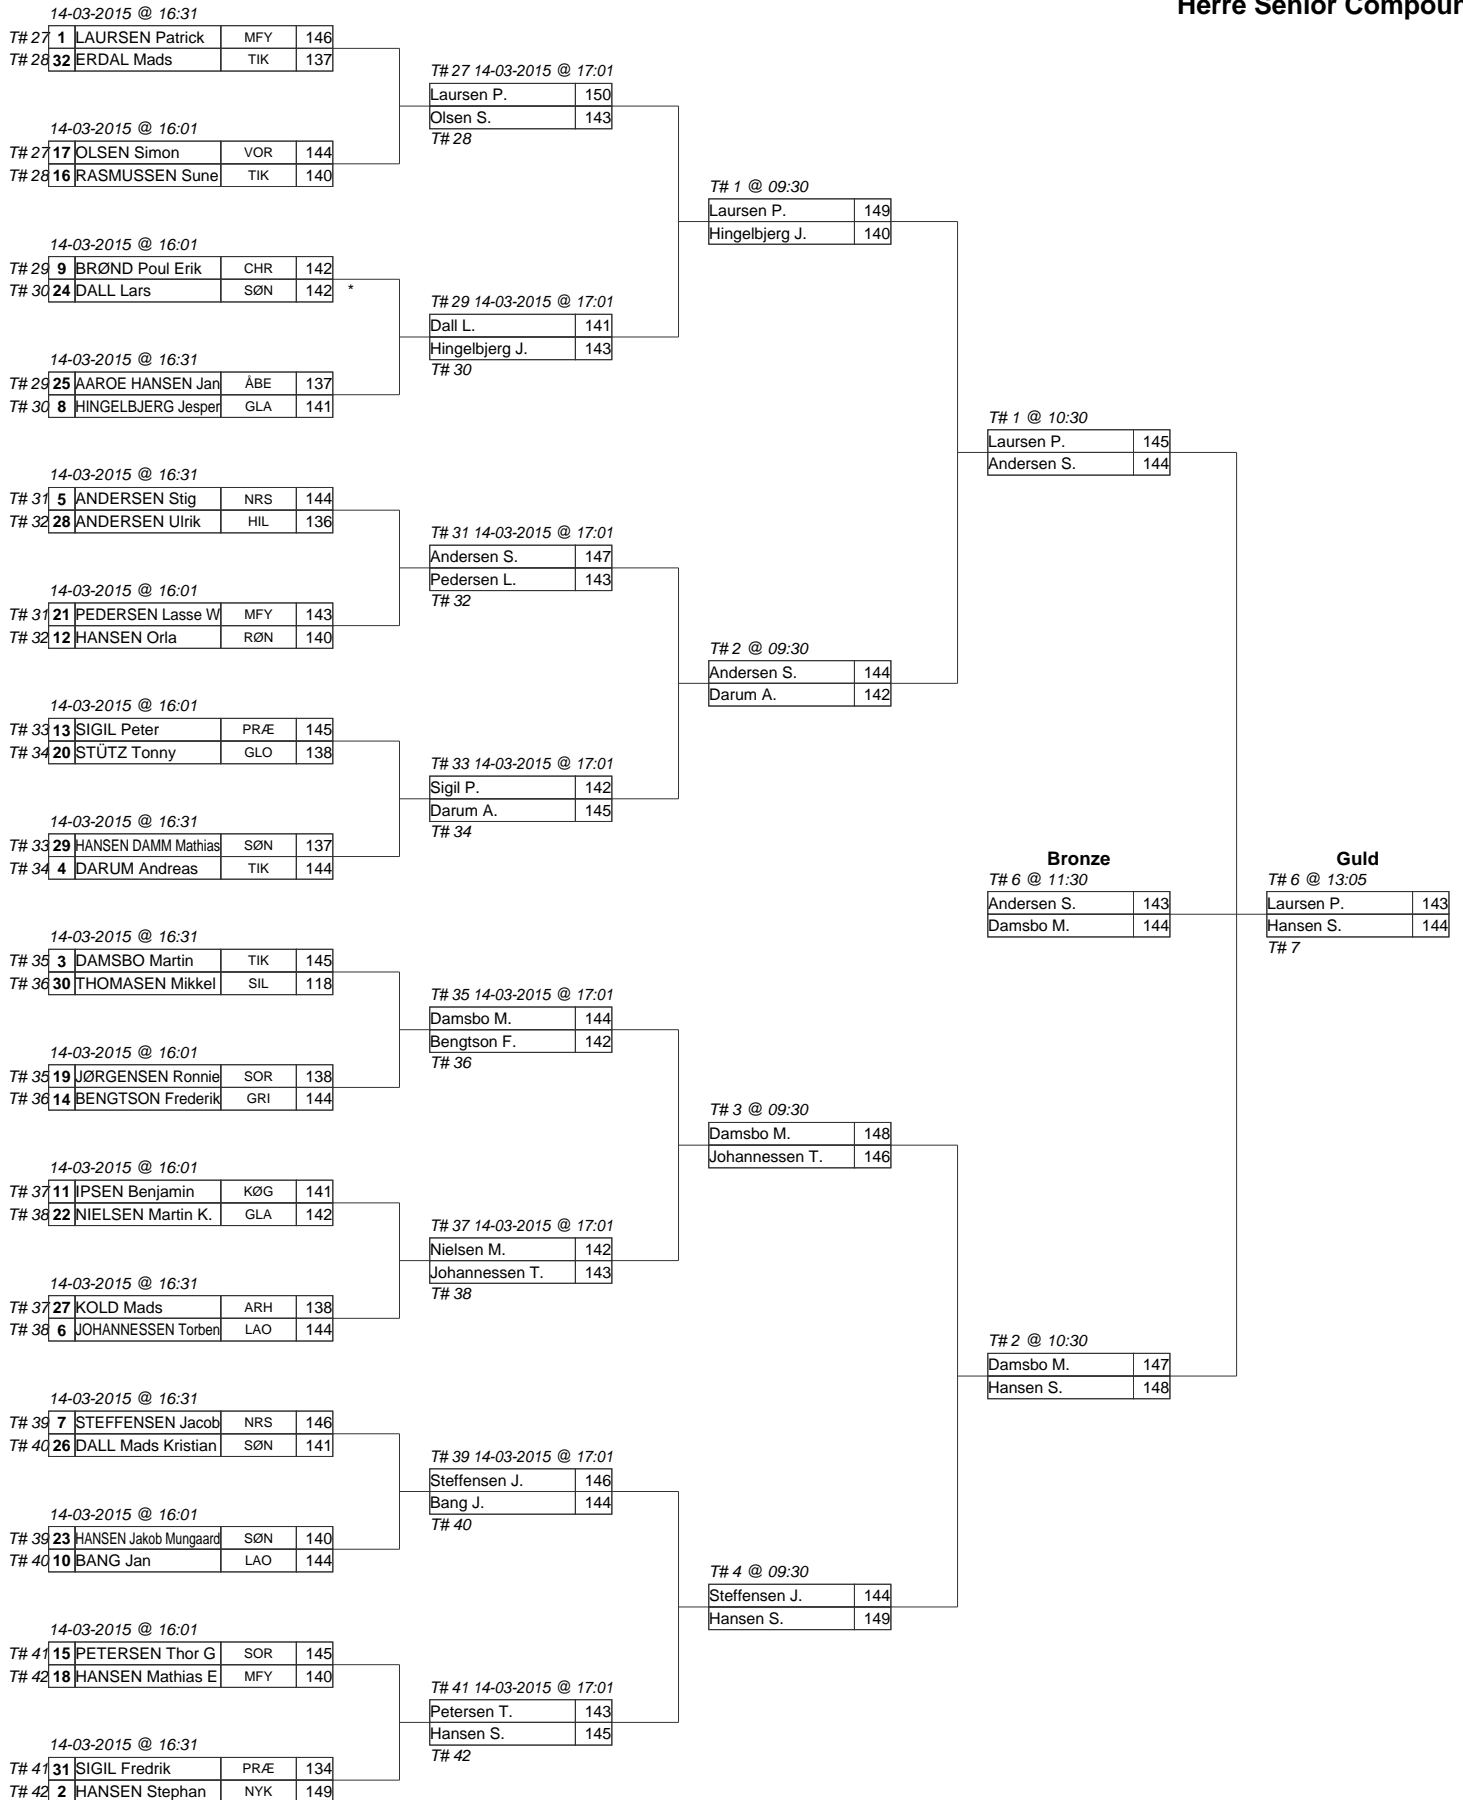 Herre Senior Compour
14-03-2015 @ 16:31
T# 27 1 LAURSEN Patrick MFY 146
T# 28 32 ERDAL Mads TIK 137
T# 27 14-03-2015 @ 17:01
Laursen P. 150
Olsen S. 143
T# 28
14-03-2015 @ 16:01
T# 27 17 OLSEN Simon VOR 144
T# 28 16 RASMUSSEN Sune TIK 140
T# 1 @ 09:30
Laursen P. 149
Hingelbjerg J. 140
14-03-2015 @ 16:01
T# 29 9 BRØND Poul Erik CHR 142
T# 30 24 DALL Lars SØN 142 *
T# 29 14-03-2015 @ 17:01
Dall L. 141
Hingelbjerg J. 143
T# 30
14-03-2015 @ 16:31
T# 29 25 AAROE HANSEN Jan ÅBE 137
T# 30 8 HINGELBJERG Jesper GLA 141
T# 1 @ 10:30
Laursen P. 145
Andersen S. 144
14-03-2015 @ 16:31
T# 31 5 ANDERSEN Stig NRS 144
T# 32 28 ANDERSEN Ulrik HIL 136
T# 31 14-03-2015 @ 17:01
Andersen S. 147
Pedersen L. 143
T# 32
14-03-2015 @ 16:01
T# 31 21 PEDERSEN Lasse W MFY 143
T# 32 12 HANSEN Orla RØN 140
T# 2 @ 09:30
Andersen S. 144
Darum A. 142
14-03-2015 @ 16:01
T# 33 13 SIGIL Peter PRÆ 145
T# 34 20 STÜTZ Tonny GLO 138
T# 33 14-03-2015 @ 17:01
Sigil P. 142
Darum A. 145
T# 34
14-03-2015 @ 16:31
T# 33 29 HANSEN DAMM Mathias SØN 137
T# 34 4 DARUM Andreas TIK 144
Bronze
T# 6 @ 11:30
Andersen S. 143
Damsbo M. 144
Guld
T# 6 @ 13:05
Laursen P. 143
Hansen S. 144
T# 7
14-03-2015 @ 16:31
T# 35 3 DAMSBO Martin TIK 145
T# 36 30 THOMASEN Mikkel SIL 118
T# 35 14-03-2015 @ 17:01
Damsbo M. 144
Bengtson F. 142
T# 36
14-03-2015 @ 16:01
T# 35 19 JØRGENSEN Ronnie SOR 138
T# 36 14 BENGTSON Frederik GRI 144
T# 3 @ 09:30
Damsbo M. 148
Johannessen T. 146
14-03-2015 @ 16:01
T# 37 11 IPSEN Benjamin KØG 141
T# 38 22 NIELSEN Martin K. GLA 142
T# 37 14-03-2015 @ 17:01
Nielsen M. 142
Johannessen T. 143
T# 38
14-03-2015 @ 16:31
T# 37 27 KOLD Mads ARH 138
T# 38 6 JOHANNESSEN Torben LAO 144
T# 2 @ 10:30
Damsbo M. 147
Hansen S. 148
14-03-2015 @ 16:31
T# 39 7 STEFFENSEN Jacob NRS 146
T# 40 26 DALL Mads Kristian SØN 141
T# 39 14-03-2015 @ 17:01
Steffensen J. 146
Bang J. 144
T# 40
14-03-2015 @ 16:01
T# 39 23 HANSEN Jakob Mungaard SØN 140
T# 40 10 BANG Jan LAO 144
T# 4 @ 09:30
Steffensen J. 144
Hansen S. 149
14-03-2015 @ 16:01
T# 41 15 PETERSEN Thor G SOR 145
T# 42 18 HANSEN Mathias E MFY 140
T# 41 14-03-2015 @ 17:01
Petersen T. 143
Hansen S. 145
T# 42
14-03-2015 @ 16:31
T# 41 31 SIGIL Fredrik PRÆ 134
T# 42 2 HANSEN Stephan NYK 149